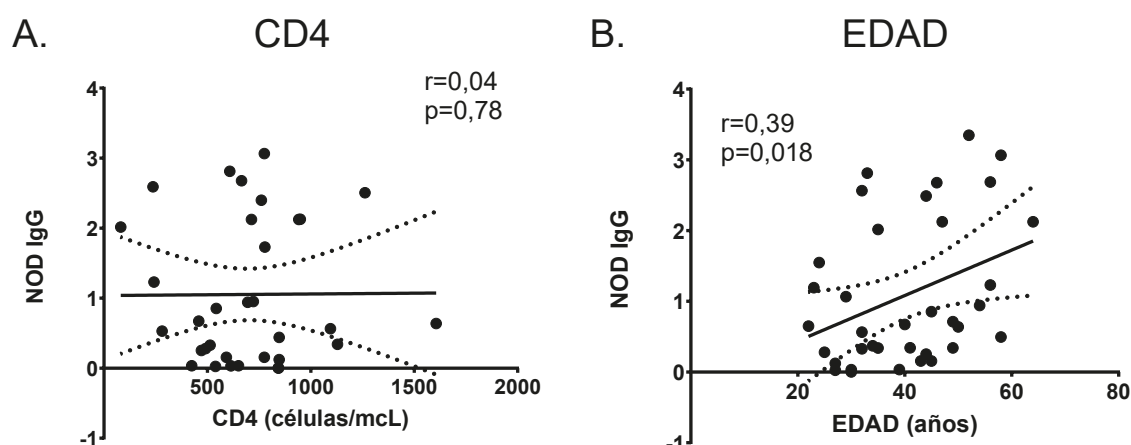 A.
CD4
r=0,04
p=0,78
NOD IgG
4
3
2
1
0
-1
500
1000
1500
2000
CD4 (células/mcL)
B.
EDAD
r=0,39
p=0,018
NOD IgG
4
3
2
1
0
-1
20
40
60
80
EDAD (años)